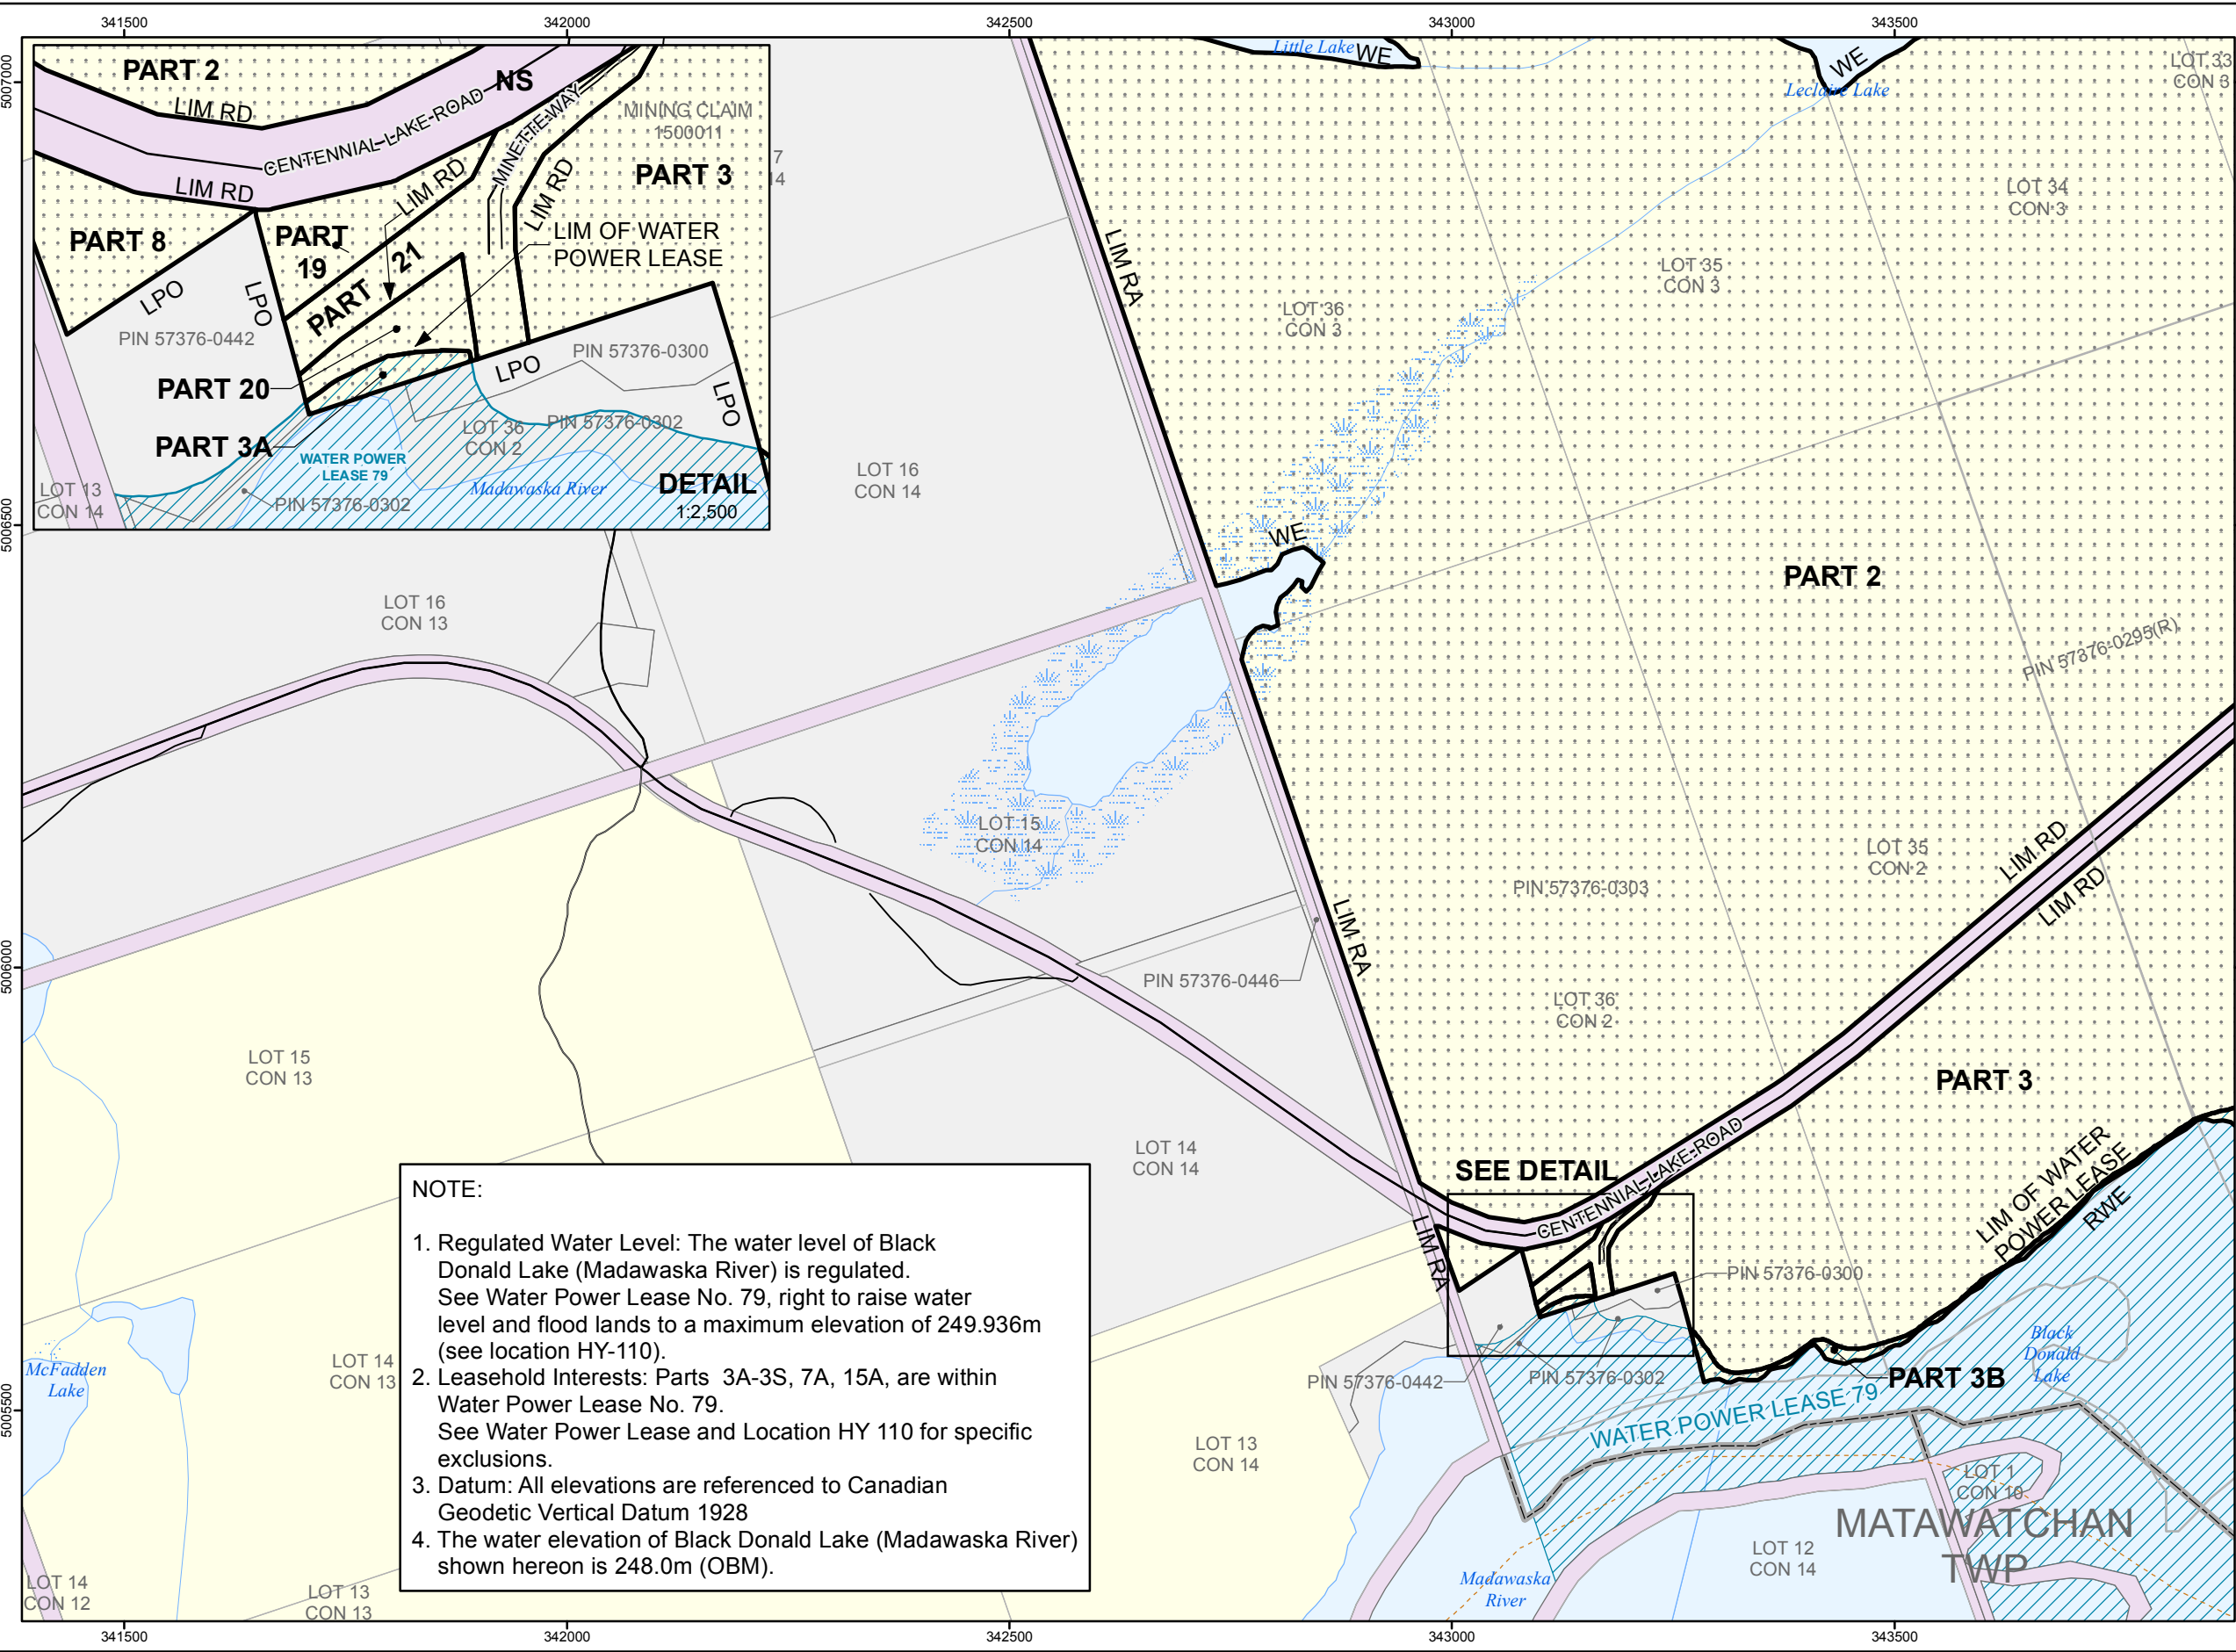 341500
342000
342500
343000
343500
5007000
5006500
5006000
5005500
PART 2
LIM RD
NS
CENTENNIAL LAKE ROAD
MINETTE WAY
MINING CLAIM
1500011
LIM RD
LIM RD
LIM RD
PART 3
7
14
PART 8
PART
19
PART 21
LIM OF WATER
POWER LEASE
LPO
LPO
PIN 57376-0442
PIN 57376-0300
LPO
LPO
PART 20
PART 3A
LOT 36
CON 2
PIN 57376-0302
WATER POWER
LEASE 79
Madawaska River
DETAIL
1:2,500
LOT 13
CON 14
PIN 57376-0302
Little Lake
WE
WE
Leclaire Lake
LOT 33
CON 3
LOT 34
CON 3
LIM RA
LOT 36
CON 3
LOT 35
CON 3
LOT 16
CON 14
WE
PART 2
LOT 16
CON 13
PIN 57376-0295(R)
LOT 15
CON 14
LOT 35
CON 2
LIM RD
LIM RD
PIN 57376-0303
LIM RA
PIN 57376-0446
LOT 36
CON 2
LOT 15
CON 13
PART 3
LOT 14
CON 14
SEE DETAIL
CENTENNIAL LAKE ROAD
LIM OF WATER
POWER LEASE
RWE
LIM RA
PIN 57376-0300
McFadden
Lake
LOT 14
CON 13
PIN 57376-0442
PIN 57376-0302
PART 3B
Black
Donald
Lake
WATER POWER LEASE 79
LOT 13
CON 14
LOT 1
CON 10
MATAWATCHAN
TWP
LOT 12
CON 14
Madawaska
River
LOT 14
CON 12
LOT 13
CON 13
NOTE:
1. Regulated Water Level: The water level of Black
Donald Lake (Madawaska River) is regulated.
See Water Power Lease No. 79, right to raise water
level and flood lands to a maximum elevation of 249.936m
(see location HY-110).
2. Leasehold Interests: Parts 3A-3S, 7A, 15A, are within
Water Power Lease No. 79.
See Water Power Lease and Location HY 110 for specific
exclusions.
3. Datum: All elevations are referenced to Canadian
Geodetic Vertical Datum 1928
4. The water elevation of Black Donald Lake (Madawaska River)
shown hereon is 248.0m (OBM).
341500
342000
342500
343000
343500